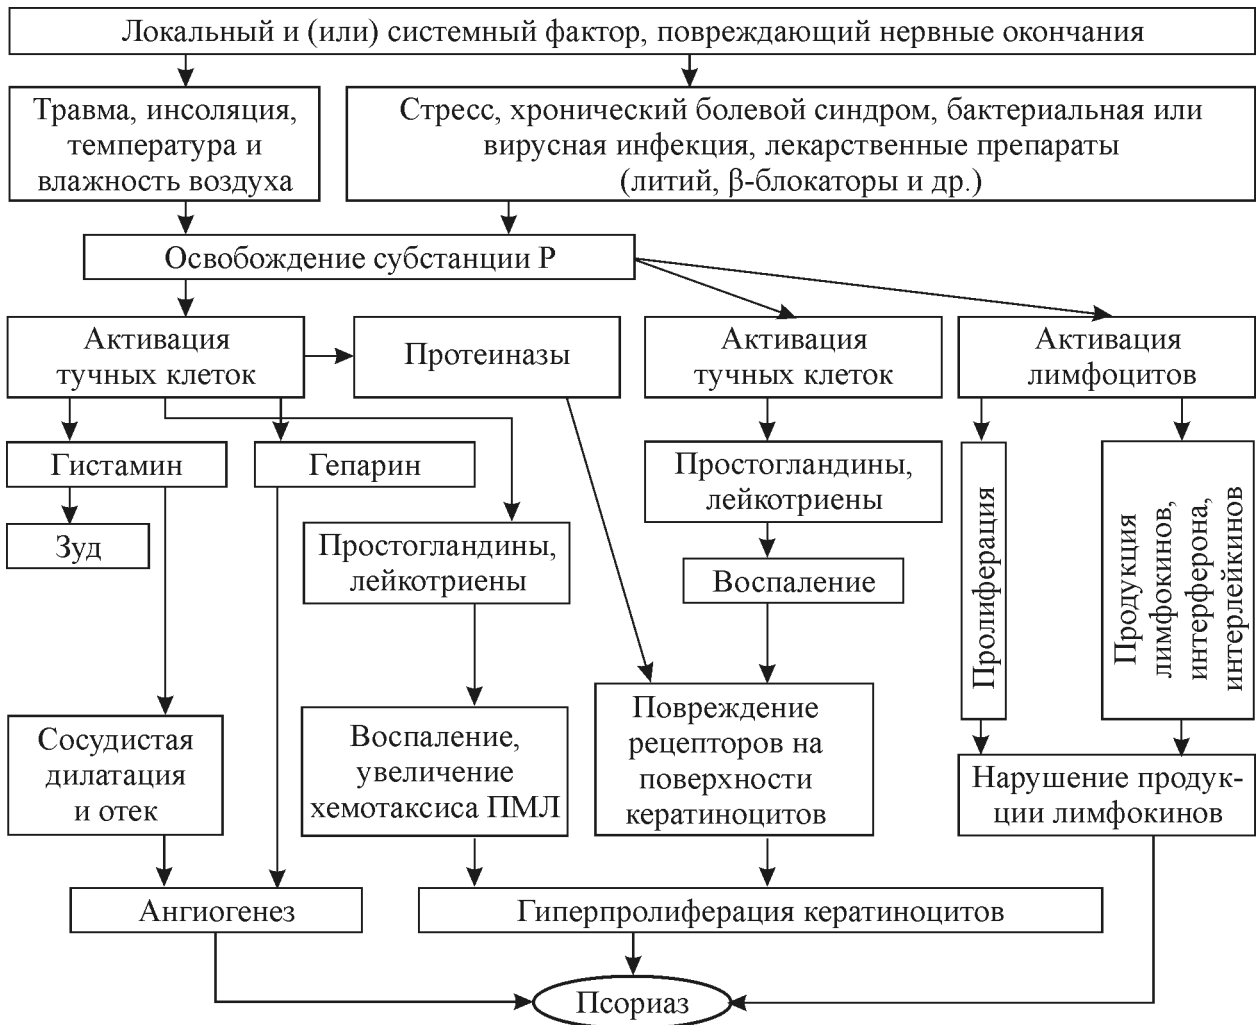 Локальный и (или) системный фактор, повреждающий нервные окончания
Травма, инсоляция,
температура и
влажность воздуха
Стресс, хронический болевой синдром, бактериальная или
вирусная инфекция, лекарственные препараты
(литий, β-блокаторы и др.)
Освобождение субстанции Р
Активация
тучных клеток
Протеиназы
Активация
тучных клеток
Активация
лимфоцитов
Гистамин
Гепарин
Простогландины,
лейкотриены
Зуд
Простогландины,
лейкотриены
Воспаление
Пролиферация
Продукция
лимфокинов,
интерферона,
интерлейкинов
Сосудистая
дилатация
и отек
Воспаление,
увеличение
хемотаксиса ПМЛ
Повреждение
рецепторов на
поверхности
кератиноцитов
Нарушение продук-
ции лимфокинов
Ангиогенез
Гиперпролиферация кератиноцитов
Псориаз